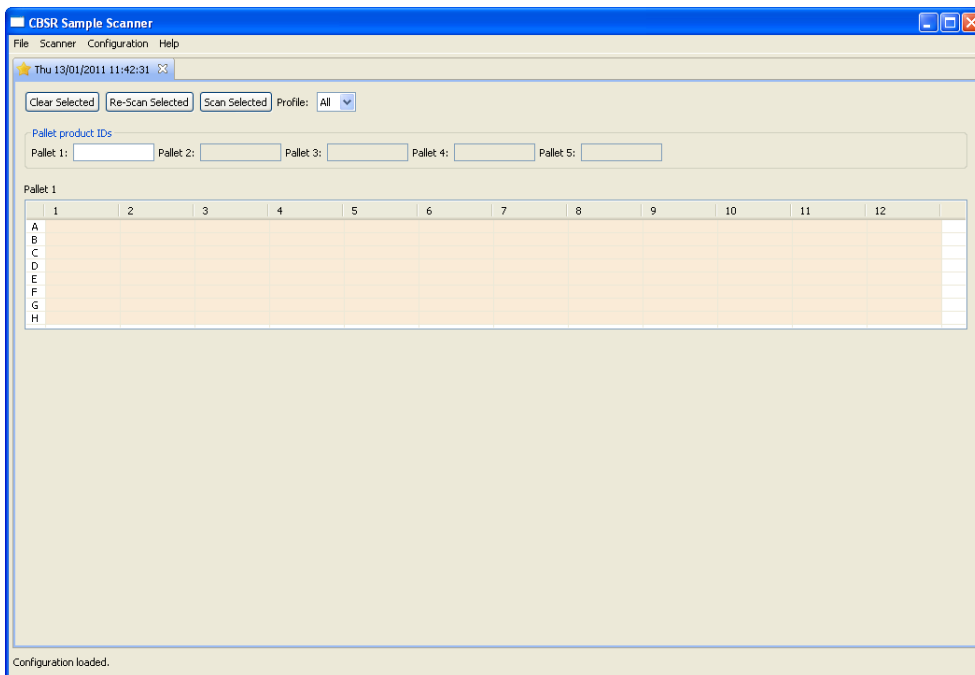 CBSR Sample Scanner
File Scanner Configuration Help
Thu 13/01/2011 11:42:31
Clear Selected Re-Scan Selected Scan Selected Profile: All
Pallet product IDs
Pallet 1: Pallet 2: Pallet 3: Pallet 4: Pallet 5:
Pallet 1
1 2 3 4 5 6 7 8 9 10 11 12
A
B
C
D
E
F
G
H
Configuration loaded.